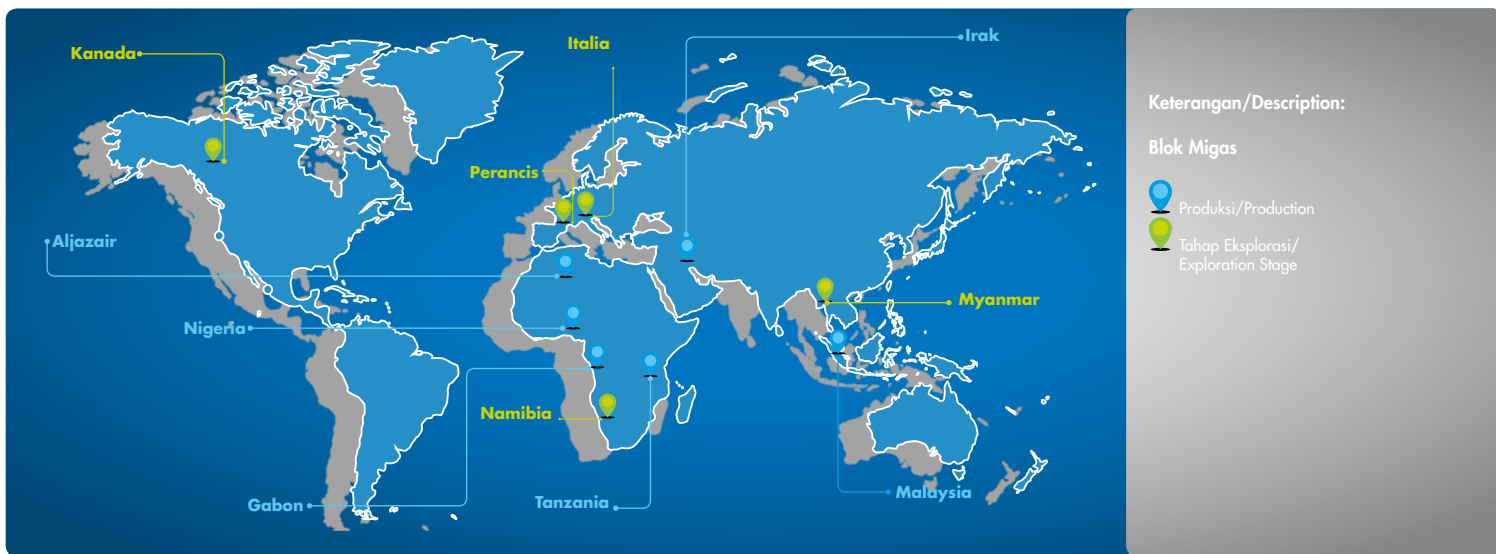 Kanada
Italia
Irak
Perancis
Aljazair
Nigeria
Myanmar
Namibia
Gabon
Tanzania
Malaysia
Keterangan/Description:
Blok Migas
Produksi/Production
Tahap Eksplorasi/
Exploration Stage